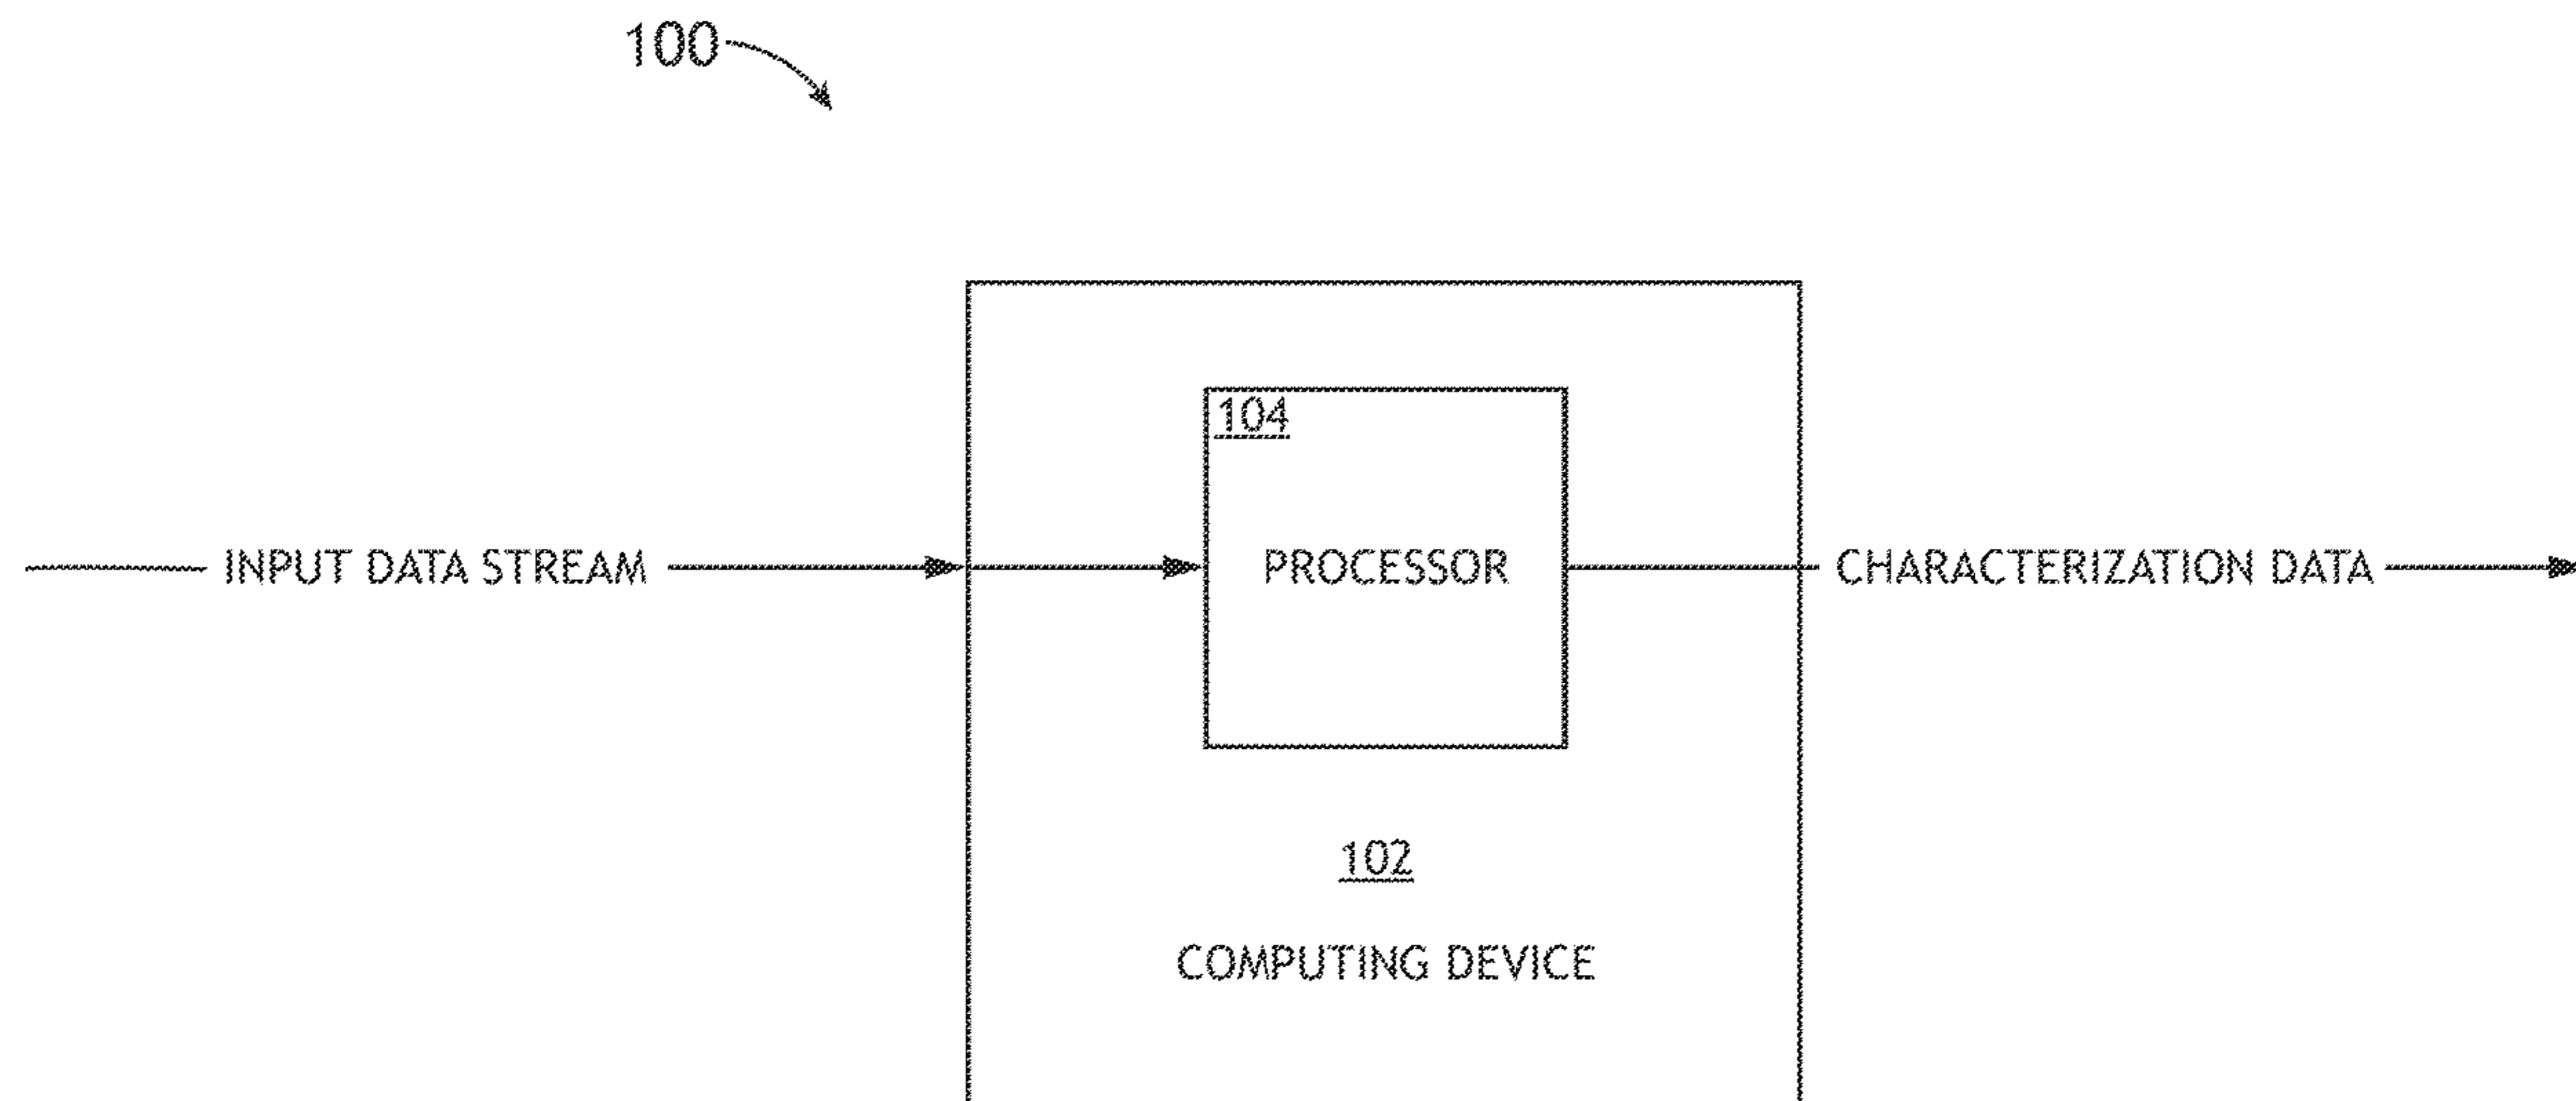 100
104
INPUT DATA STREAM
PROCESSOR
CHARACTERIZATION DATA
102
COMPUTING DEVICE